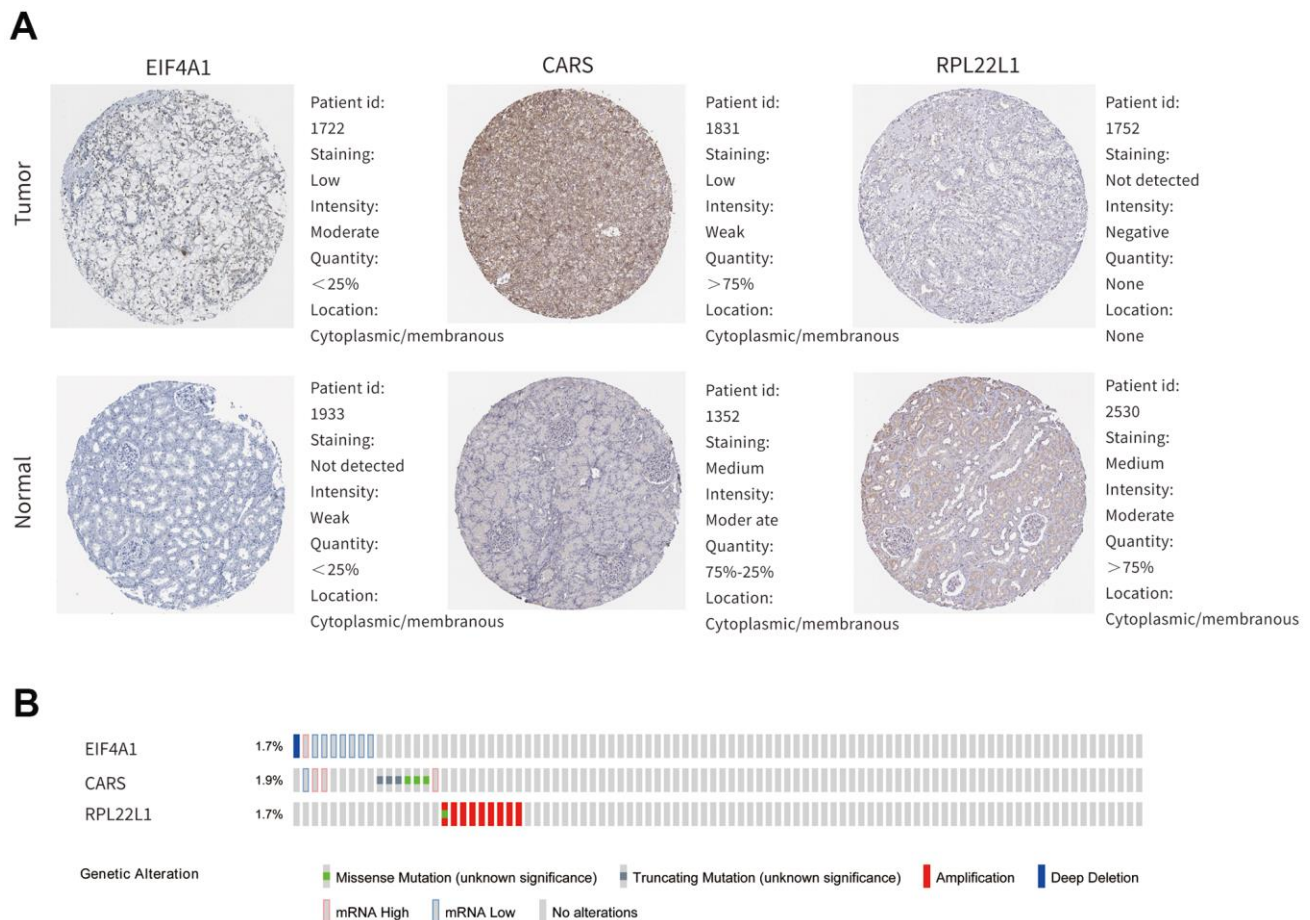 A
EIF4A1
CARS
RPL22L1
Tumor
Patient id:
1722
Staining:
Low
Intensity:
Moderate
Quantity:
<25%
Location:
Cytoplasmic/membranous
Patient id:
1831
Staining:
Low
Intensity:
Weak
Quantity:
>75%
Location:
Cytoplasmic/membranous
Patient id:
1752
Staining:
Not detected
Intensity:
Negative
Quantity:
None
Location:
None
Normal
Patient id:
1933
Staining:
Not detected
Intensity:
Weak
Quantity:
<25%
Location:
Cytoplasmic/membranous
Patient id:
1352
Staining:
Medium
Intensity:
Moder ate
Quantity:
75%-25%
Location:
Cytoplasmic/membranous
Patient id:
2530
Staining:
Medium
Intensity:
Moderate
Quantity:
>75%
Location:
Cytoplasmic/membranous
B
EIF4A1 1.7%
CARS 1.9%
RPL22L1 1.7%
Genetic Alteration
Missense Mutation (unknown significance) Truncating Mutation (unknown significance) Amplification Deep Deletion
mRNA High mRNA Low No alterations